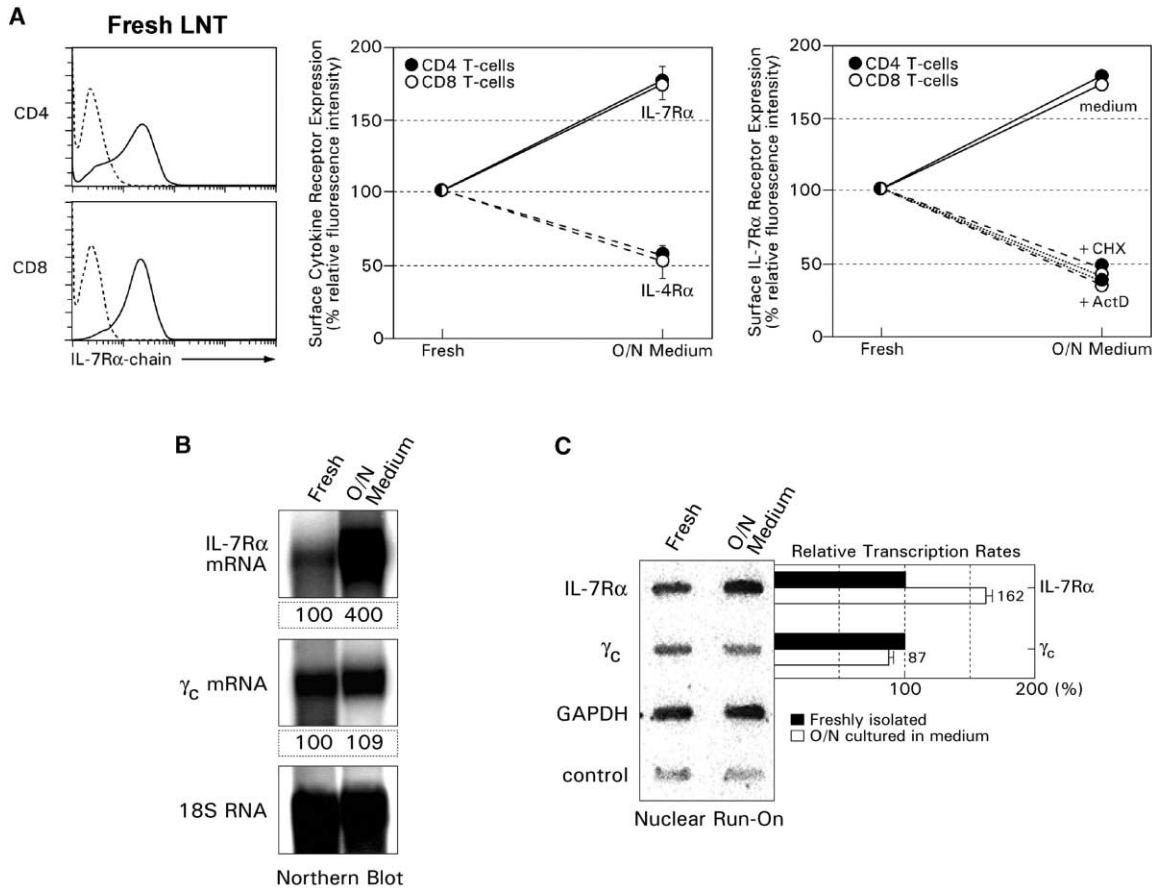 A
Fresh LNT
CD4
CD8
IL-7Rα-chain
Surface Cytokine Receptor Expression
(% relative fluorescence intensity)
200
150
100
50
0
CD4 T-cells
CD8 T-cells
IL-7Rα
IL-4Rα
Fresh
O/N Medium
Surface IL-7Rα Receptor Expression
(% relative fluorescence intensity)
200
150
100
50
0
CD4 T-cells
CD8 T-cells
medium
+ CHX
+ ActD
Fresh
O/N Medium
B
Fresh
O/N
Medium
IL-7Rα
mRNA
100 400
γc mRNA
100 109
18S RNA
Northern Blot
C
Fresh
O/N
Medium
IL-7Rα
γc
GAPDH
control
Nuclear Run-On
Relative Transcription Rates
IL-7Rα
162
γc
87
100
200 (%)
Freshly isolated
O/N cultured in medium